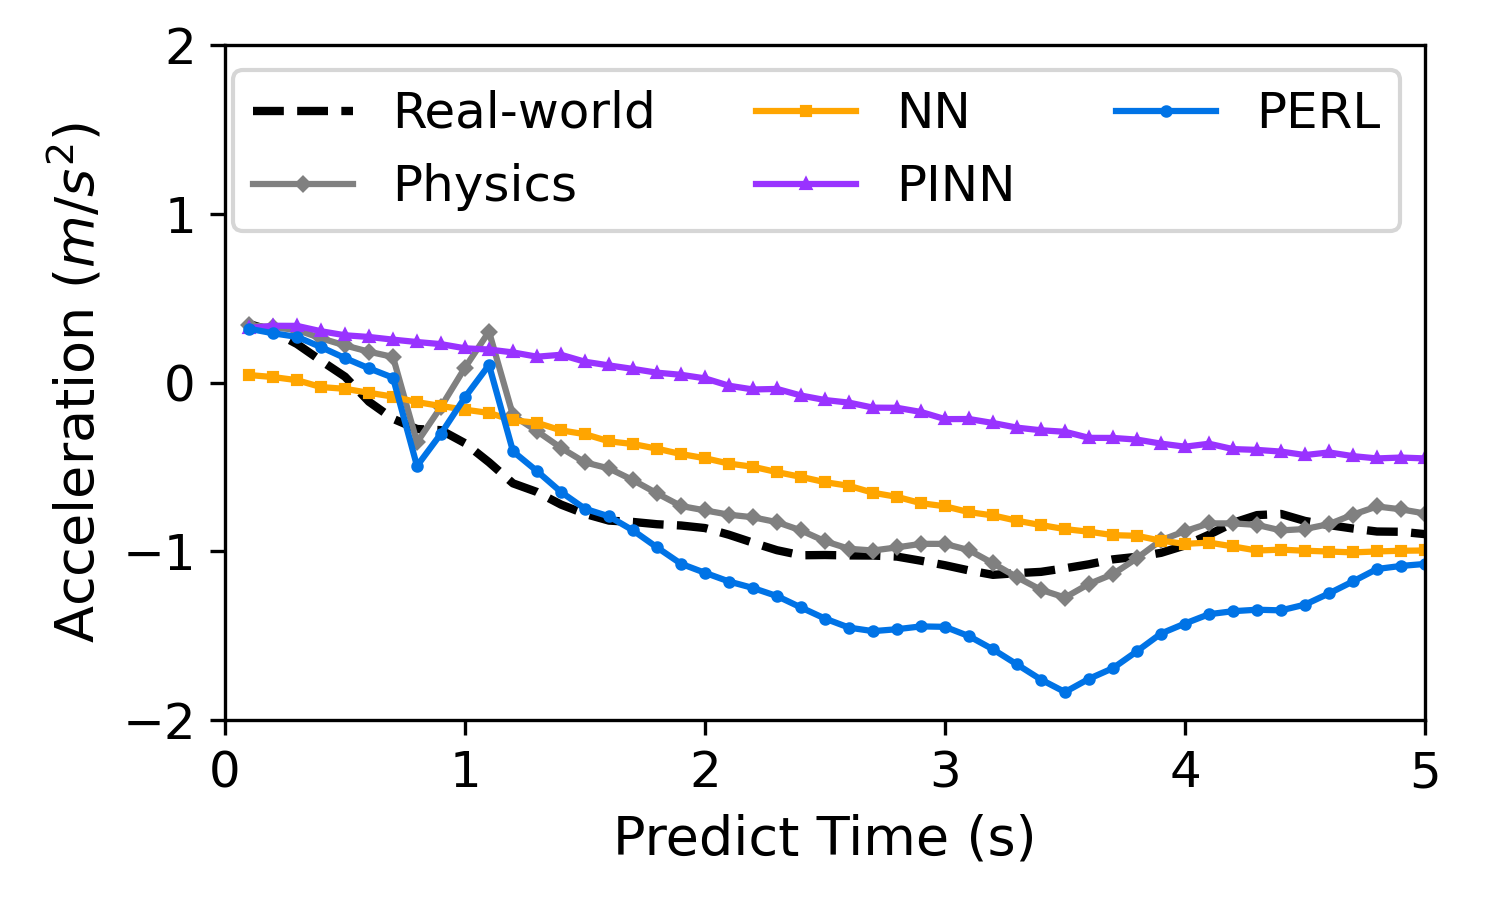 Acceleration (m/s²)
2
1
0
−1
−2
Real-world
Physics
NN
PINN
PERL
0 1 2 3 4 5
Predict Time (s)